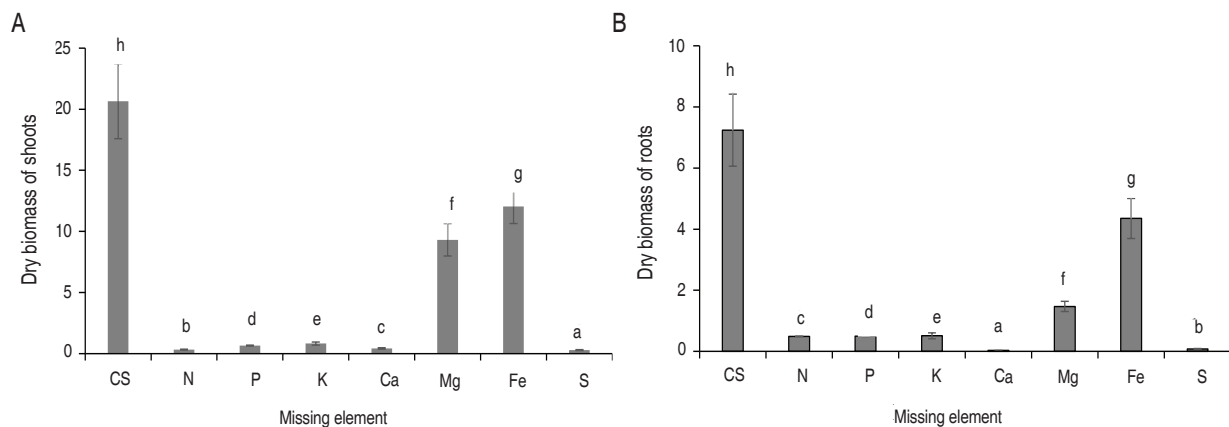 A
Dry biomass of shoots
25
20
15
10
5
0
h
b
d
e
c
f
g
a
CS N P K Ca Mg Fe S
Missing element
B
Dry biomass of roots
10
8
6
4
2
0
h
c
d
e
a
f
g
b
CS N P K Ca Mg Fe S
Missing element